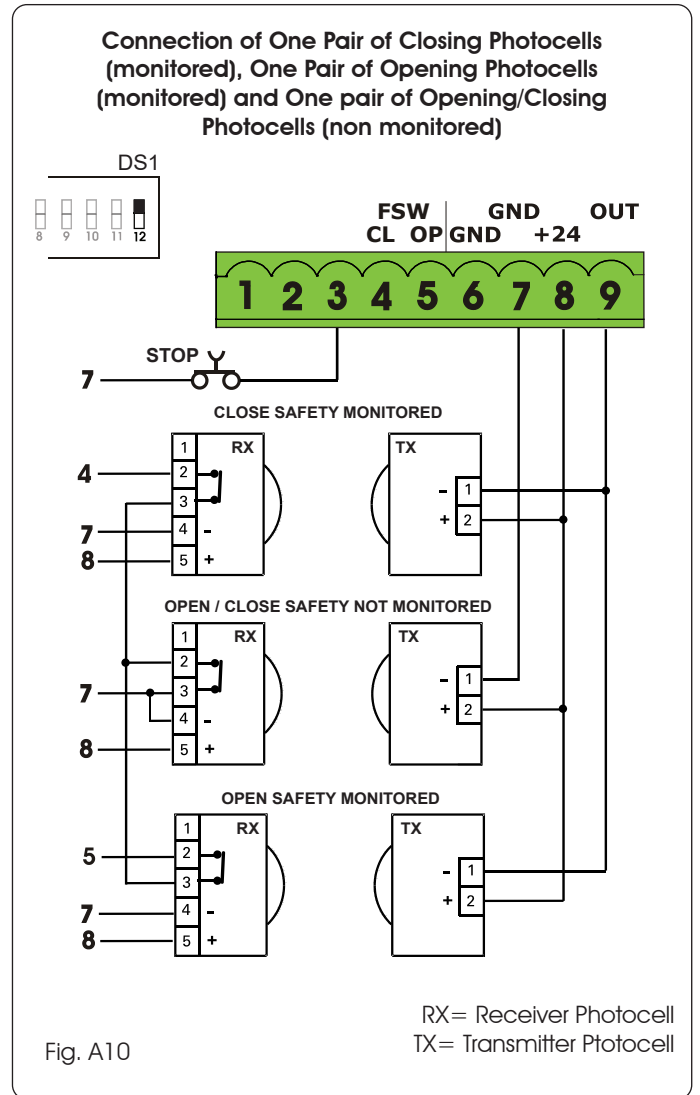 Connection of One Pair of Closing Photocells
(monitored), One Pair of Opening Photocells
(monitored) and One pair of Opening/Closing
Photocells (non monitored)
DS1
8 9 10 11 12
FSW GND OUT
CL OP GND +24
1 2 3 4 5 6 7 8 9
STOP
7
CLOSE SAFETY MONITORED
1 RX TX
4 2
3 - 1
7 4 - + 2
8 5 +
OPEN / CLOSE SAFETY NOT MONITORED
1 RX TX
2
7 3 - 1
4 - + 2
8 5 +
OPEN SAFETY MONITORED
1 RX TX
5 2
3 - 1
7 4 - + 2
8 5 +
RX= Receiver Photocell
Fig. A10 TX= Transmitter Ptotocell